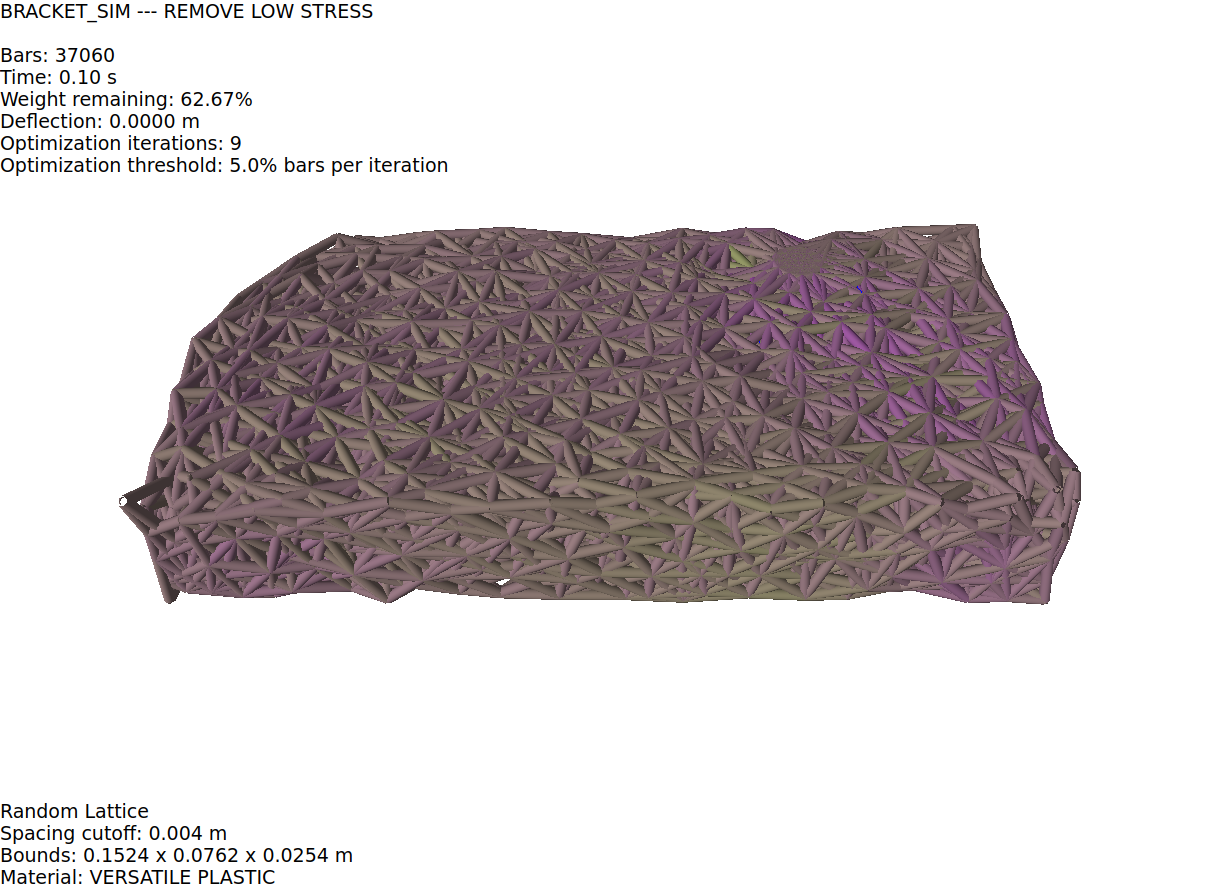 BRACKET_SIM --- REMOVE LOW STRESS
Bars: 37060
Time: 0.10 s
Weight remaining: 62.67%
Deflection: 0.0000 m
Optimization iterations: 9
Optimization threshold: 5.0% bars per iteration
Random Lattice
Spacing cutoff: 0.004 m
Bounds: 0.1524 x 0.0762 x 0.0254 m
Material: VERSATILE PLASTIC